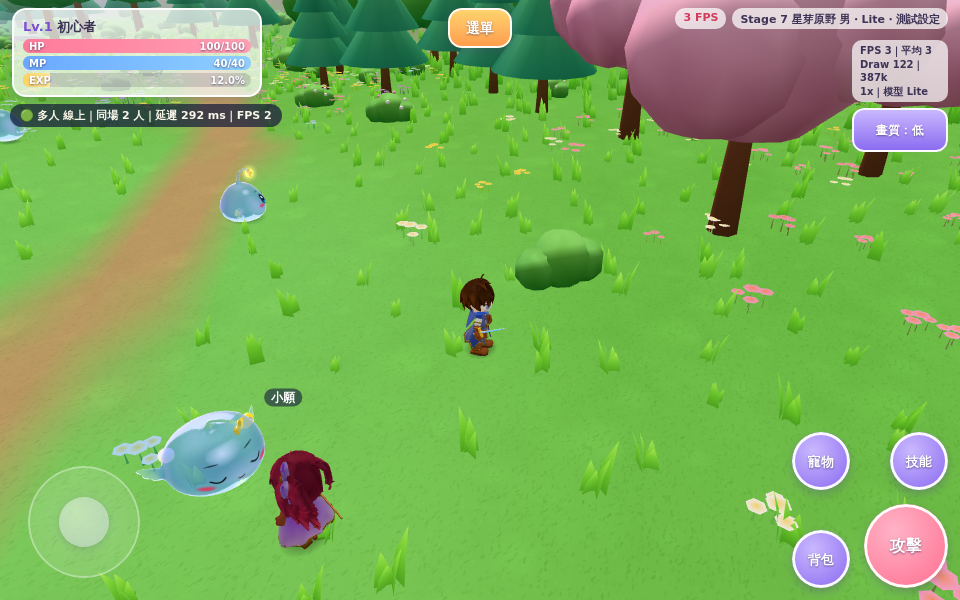 Lv.1 初心者
HP 100/100
MP 40/40
EXP 12.0%
多人 線上 | 同場 2 人 | 延遲 292 ms | FPS 2
選單
3 FPS
Stage 7 星芽原野 男・Lite・測試設定
FPS 3 | 平均 3
Draw 122 |
387k
1x | 模型 Lite
畫質：低
小願
寵物
技能
背包
攻擊